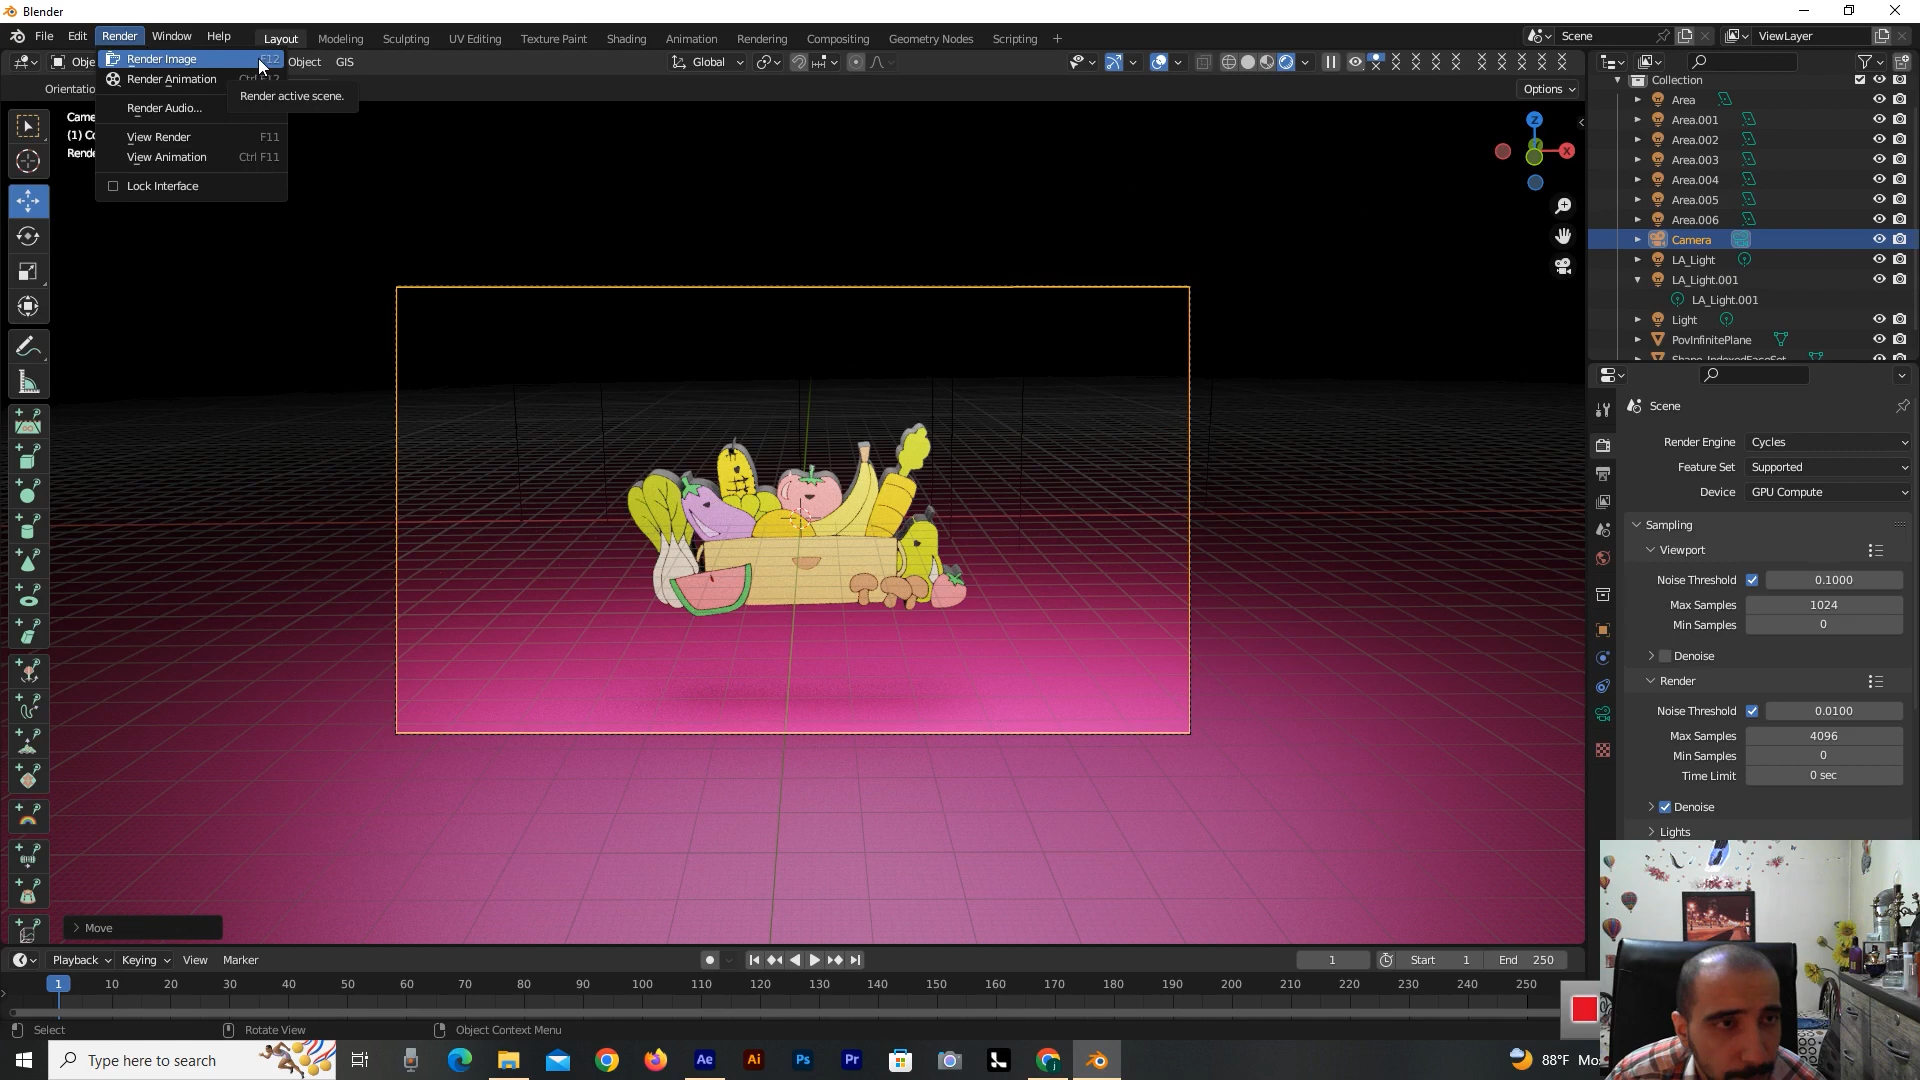 Blender
File Edit Render Window Help
Layout Modeling Sculpting UV Editing Texture Paint Shading Animation Rendering Compositing Geometry Nodes Scripting +
Scene
ViewLayer
Render Image F12
Render Animation
Render active scene.
Render Audio...
View Render F11
View Animation Ctrl F11
Lock Interface
Object GIS
Global
Options
Z
X
Collection
Area
Area.001
Area.002
Area.003
Area.004
Area.005
Area.006
Camera
LA_Light
LA_Light.001
LA_Light.001
Light
PovInfinitePlane
Shape_IndexedFaceSet
Scene
Render Engine Cycles
Feature Set Supported
Device GPU Compute
Sampling
Viewport
Noise Threshold 0.1000
Max Samples 1024
Min Samples 0
Denoise
Render
Noise Threshold 0.0100
Max Samples 4096
Min Samples 0
Time Limit 0 sec
Denoise
Lights
Move
Playback Keying View Marker
1 Start 1 End 250
1 10 20 30 40 50 60 70 80 90 100 110 120 130 140 150 160 170 180 190 200 210 220 230 240 250
Select Rotate View Object Context Menu
Type here to search
Ae Ai Ps Pr
88°F